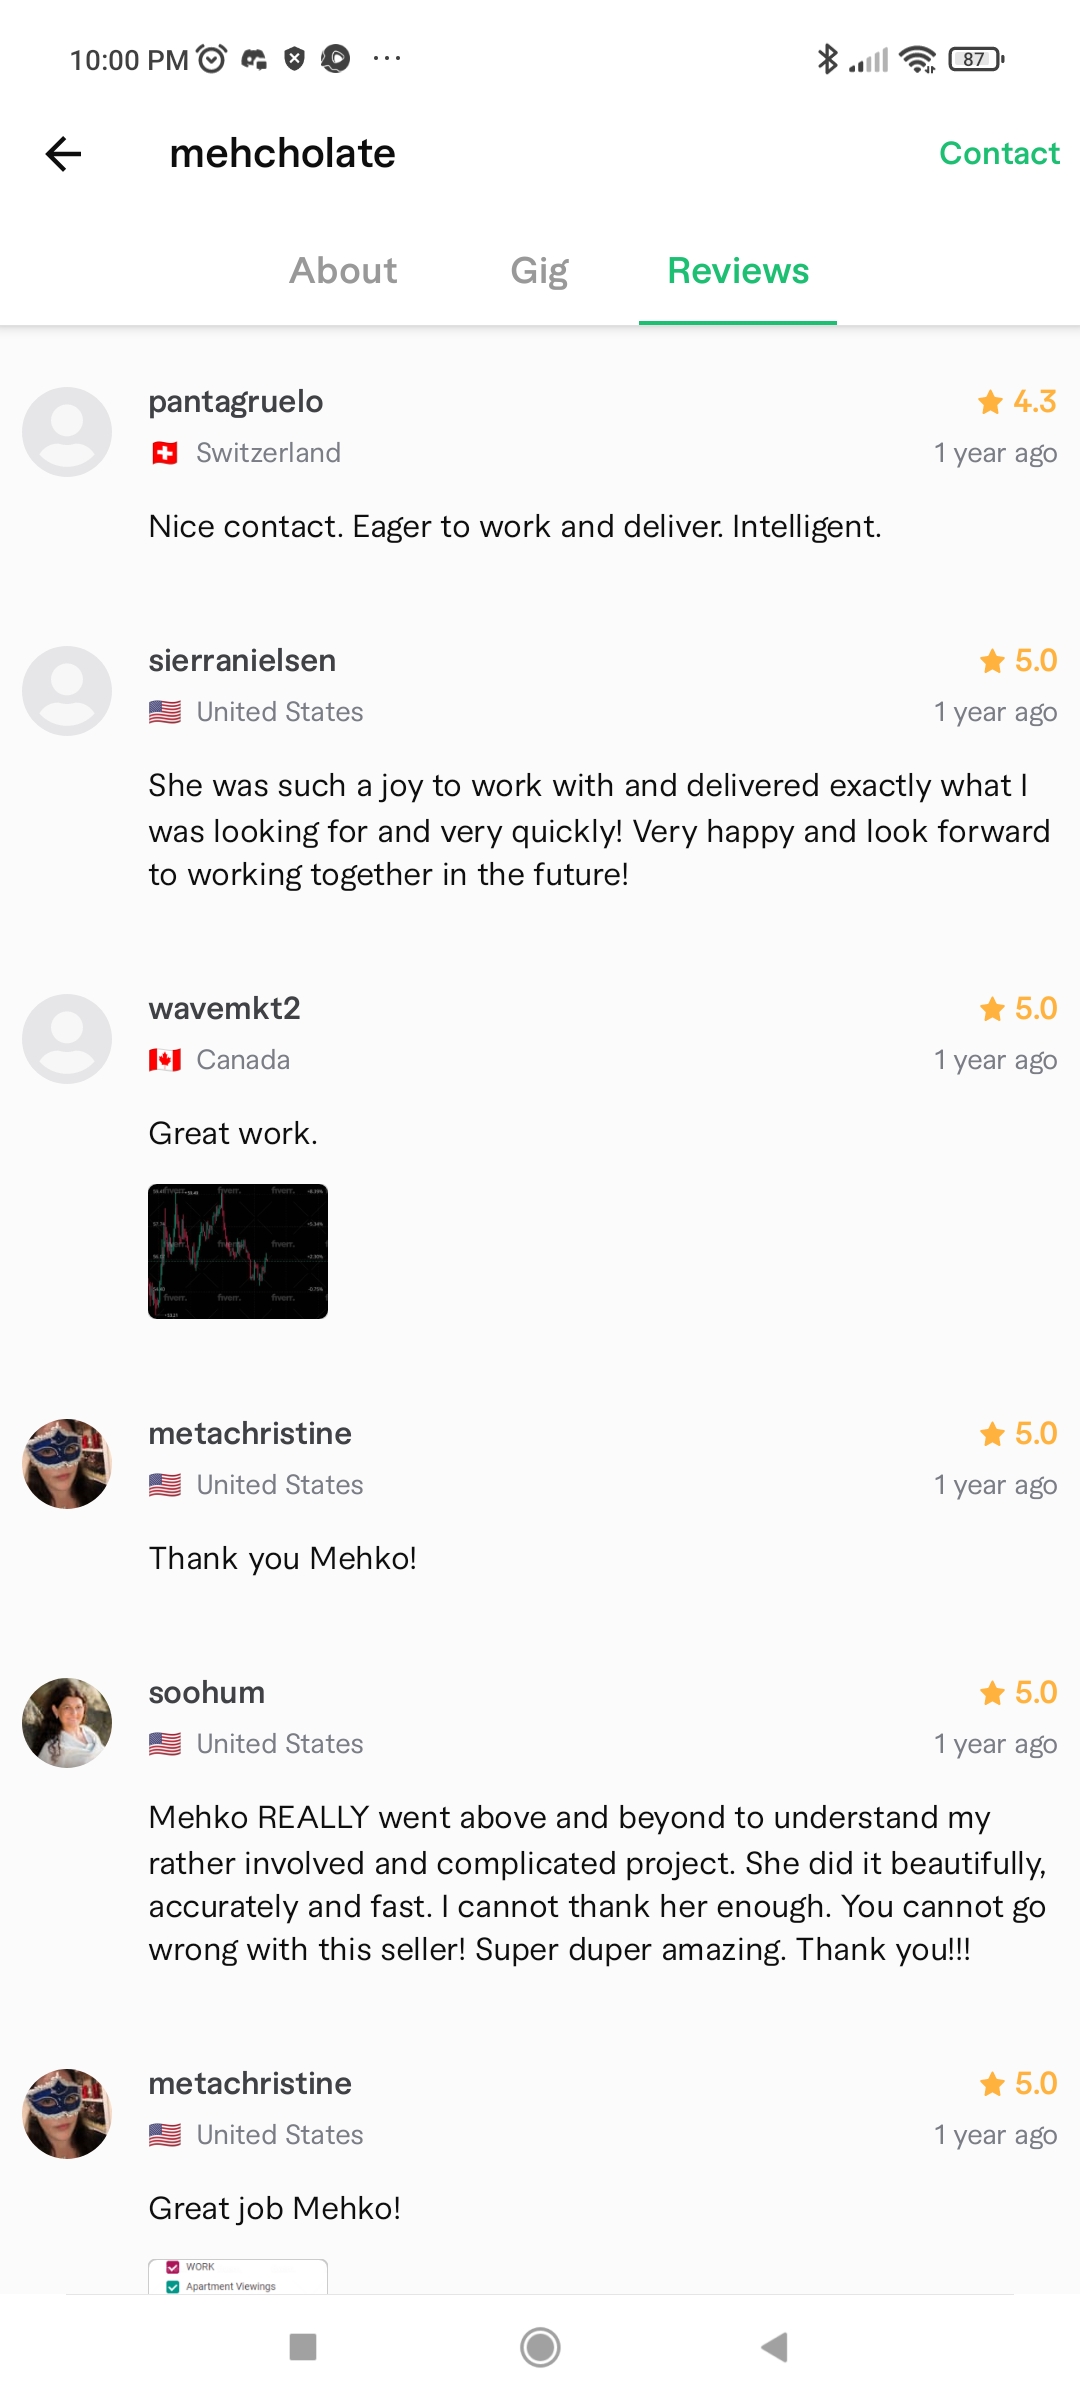 10:00 PM
87
mehcholate
Contact
About
Gig
Reviews
pantagruelo
4.3
Switzerland
1 year ago
Nice contact. Eager to work and deliver. Intelligent.
sierranielsen
5.0
United States
1 year ago
She was such a joy to work with and delivered exactly what I
was looking for and very quickly! Very happy and look forward
to working together in the future!
wavemkt2
5.0
Canada
1 year ago
Great work.
fiverr. fiverr. fiverr.
fiverr. fiverr. fiverr.
fiverr. fiverr. fiverr.
metachristine
5.0
United States
1 year ago
Thank you Mehko!
soohum
5.0
United States
1 year ago
Mehko REALLY went above and beyond to understand my
rather involved and complicated project. She did it beautifully,
accurately and fast. I cannot thank her enough. You cannot go
wrong with this seller! Super duper amazing. Thank you!!!
metachristine
5.0
United States
1 year ago
Great job Mehko!
WORK
Apartment Viewings